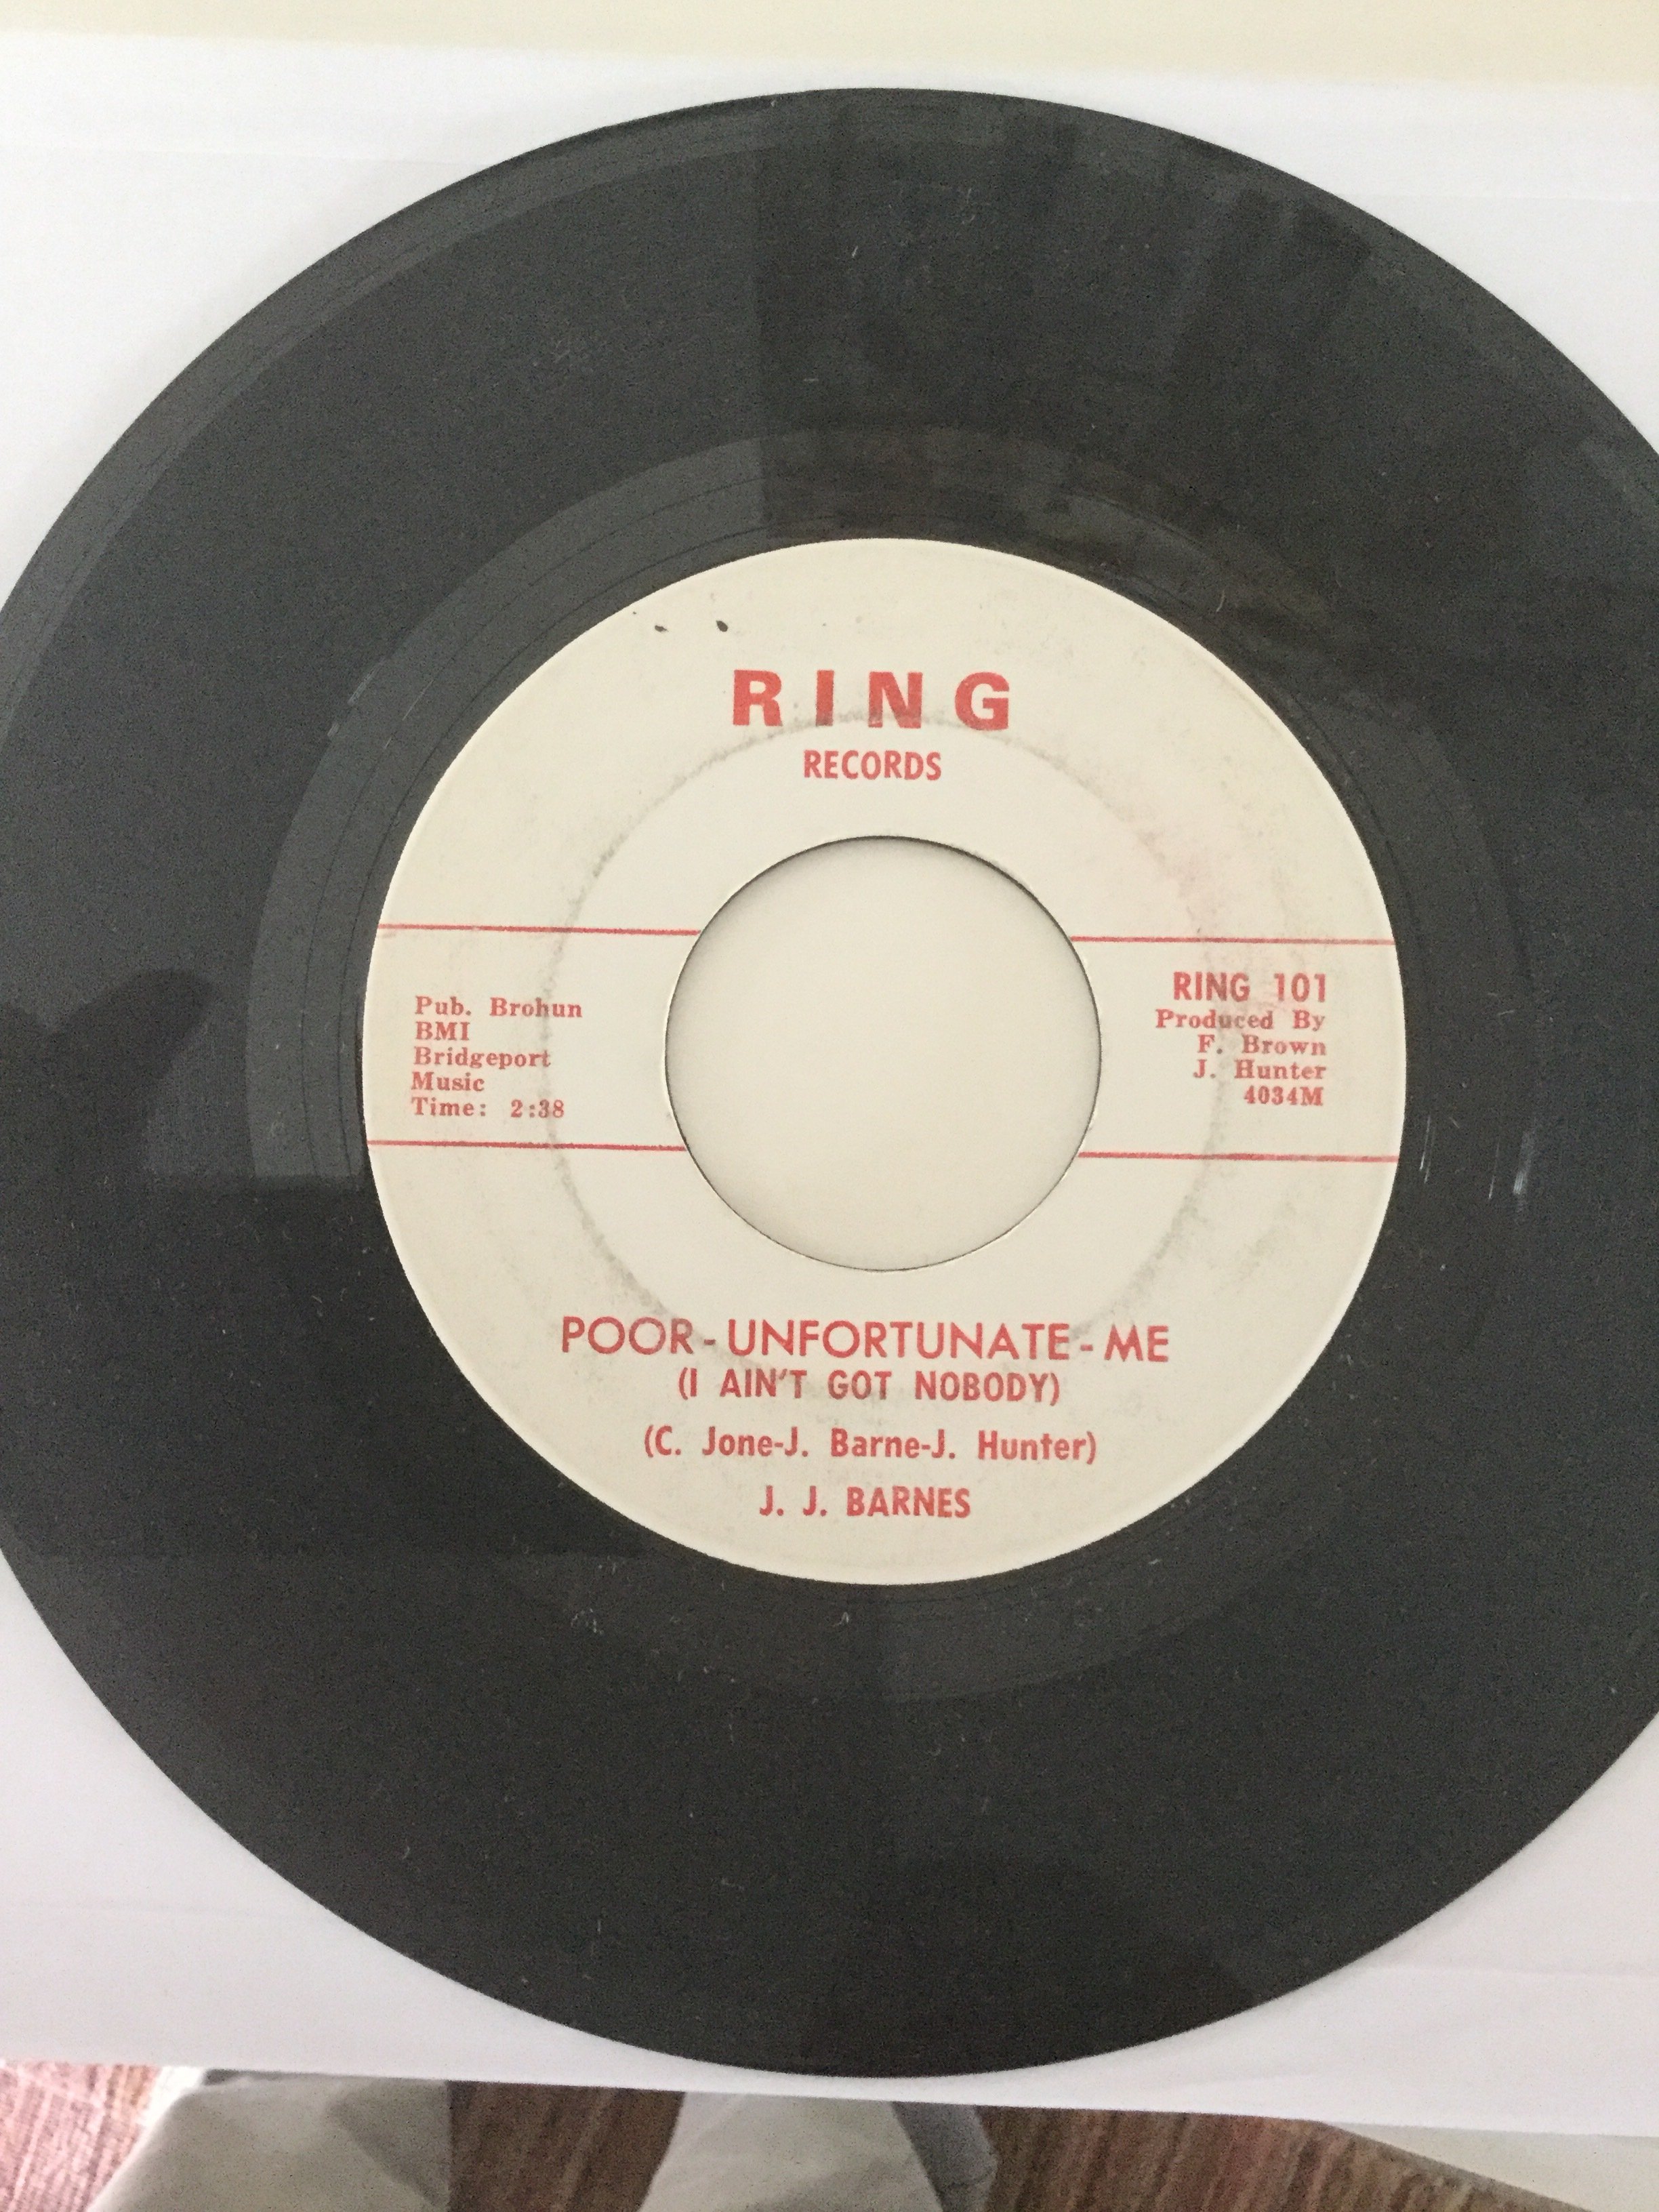 RING
RECORDS
Pub. Brohun
BMI
Bridgeport
Music
Time: 2:38
RING 101
Produced By
F. Brown
J. Hunter
4034M
POOR - UNFORTUNATE - ME
(I AIN'T GOT NOBODY)
(C. Jone-J. Barne-J. Hunter)
J. J. BARNES